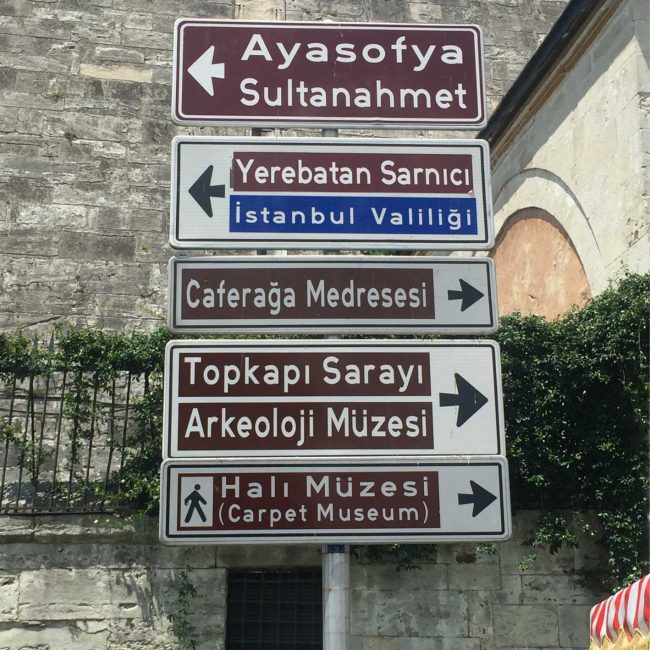 Ayasofya
Sultanahmet
Yerebatan Sarnıcı
İstanbul Valiliği
Caferağa Medresesi
Topkapı Sarayı
Arkeoloji Müzesi
Halı Müzesi
(Carpet Museum)